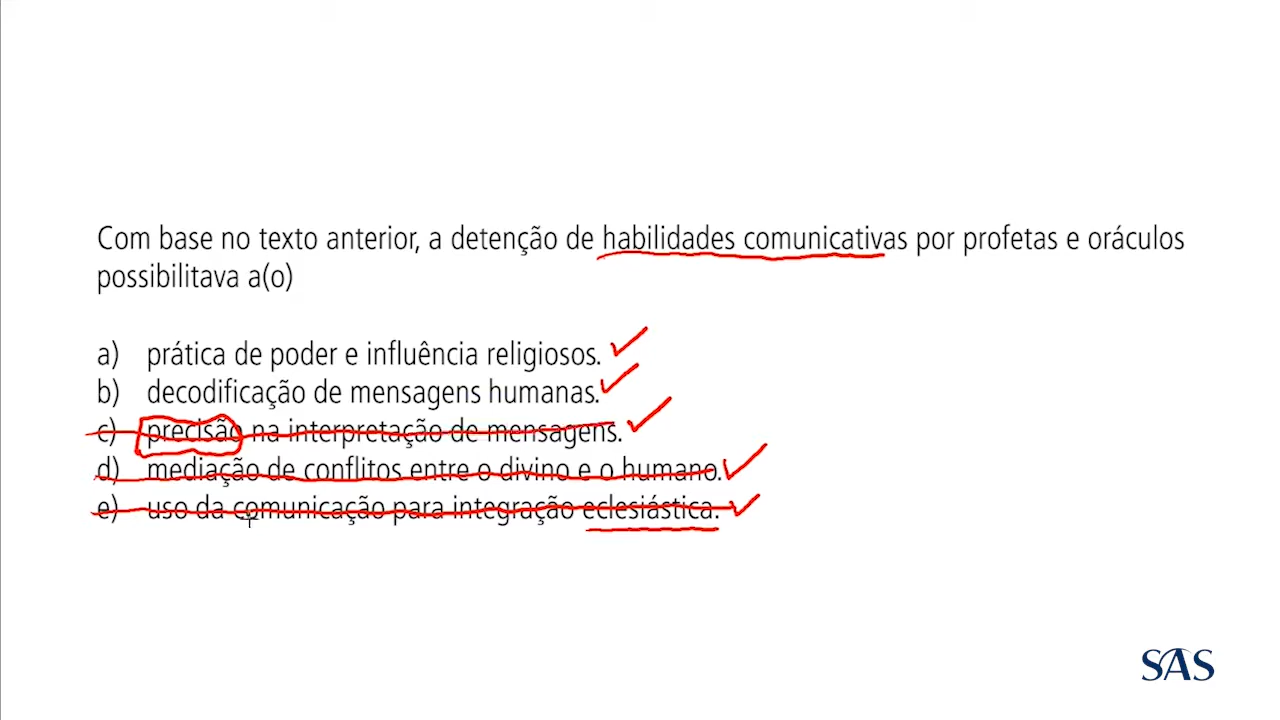 Com base no texto anterior, a detenção de habilidades comunicativas por profetas e oráculos
possibilitava a(o)
a) prática de poder e influência religiosos.
b) decodificação de mensagens humanas.
c) precisão na interpretação de mensagens.
d) mediação de conflitos entre o divino e o humano.
e) uso da comunicação para integração eclesiástica.
SAS